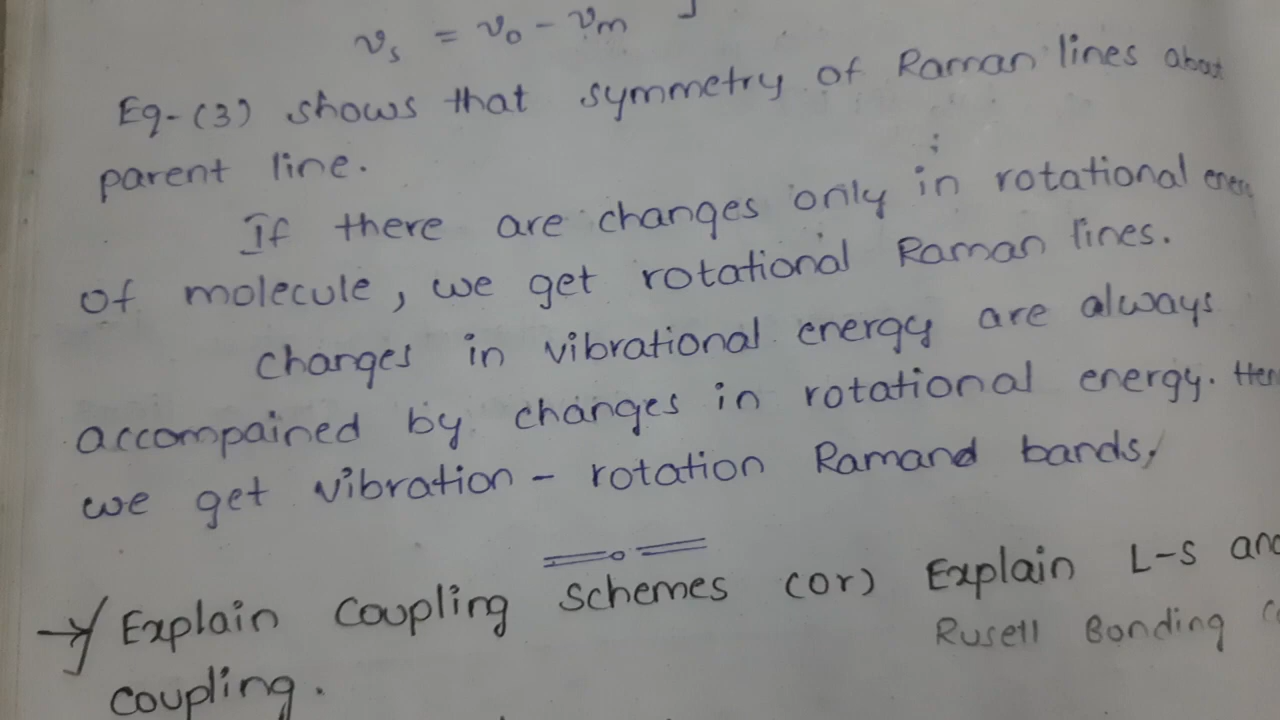 νs = ν0 - νm ]
Eq-(3) shows that symmetry of Raman lines about
parent line.
If there are changes only in rotational
of molecule, we get rotational Raman lines.
changes in vibrational energy are always
accompained by changes in rotational energy. Hen
we get vibration - rotation Ramand bands,
=o=
→ Explain Coupling Schemes (or) Explain L-S and
Rusell Bonding
coupling.